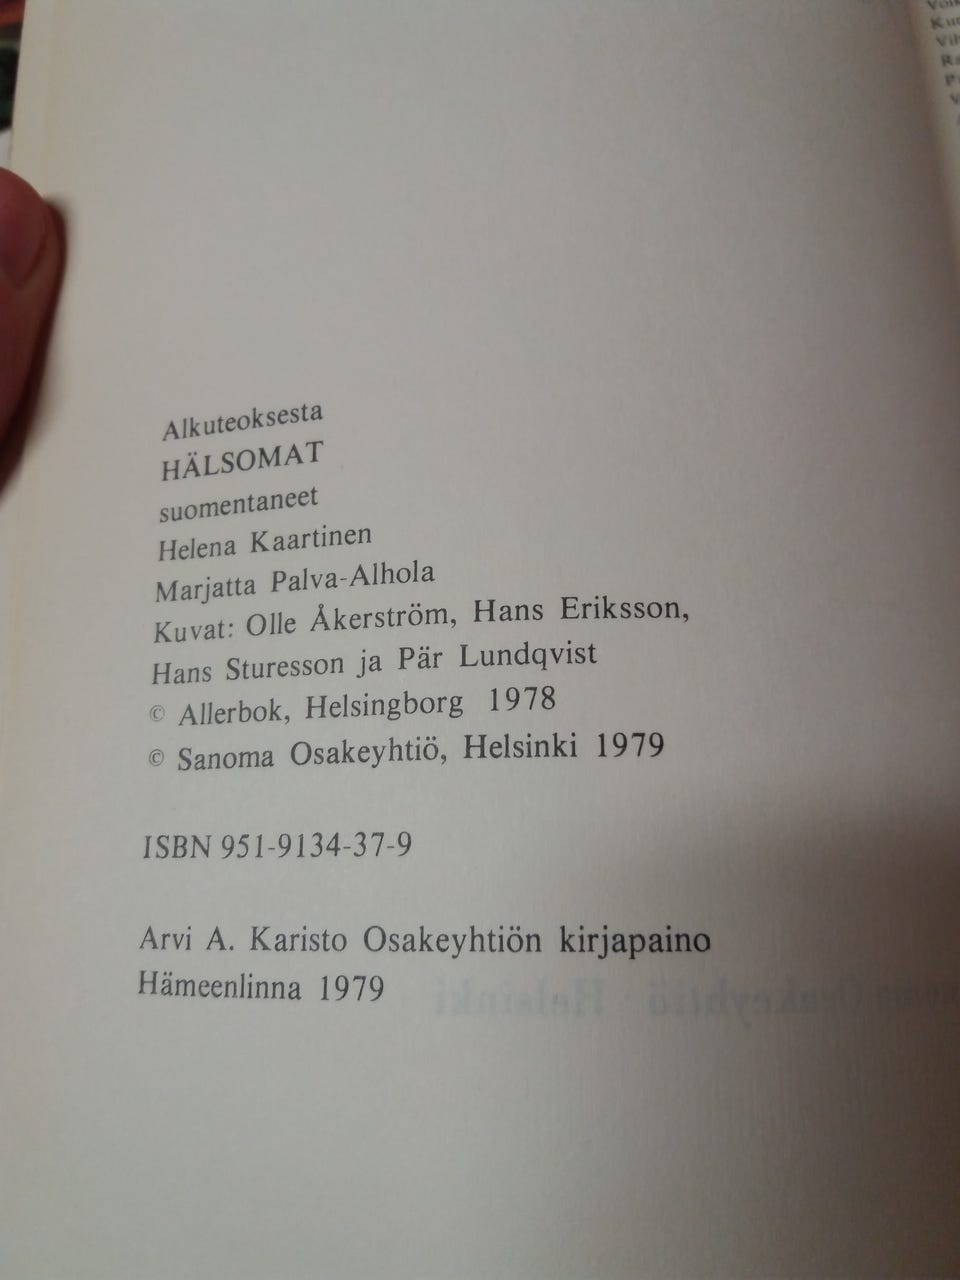 Alkuteoksesta
HÄLSOMAT
suomentaneet
Helena Kaartinen
Marjatta Palva-Alhola
Kuvat: Olle Åkerström, Hans Eriksson,
Hans Sturesson ja Pär Lundqvist
© Allerbok, Helsingborg 1978
© Sanoma Osakeyhtiö, Helsinki 1979
ISBN 951-9134-37-9
Arvi A. Karisto Osakeyhtiön kirjapaino
Hämeenlinna 1979